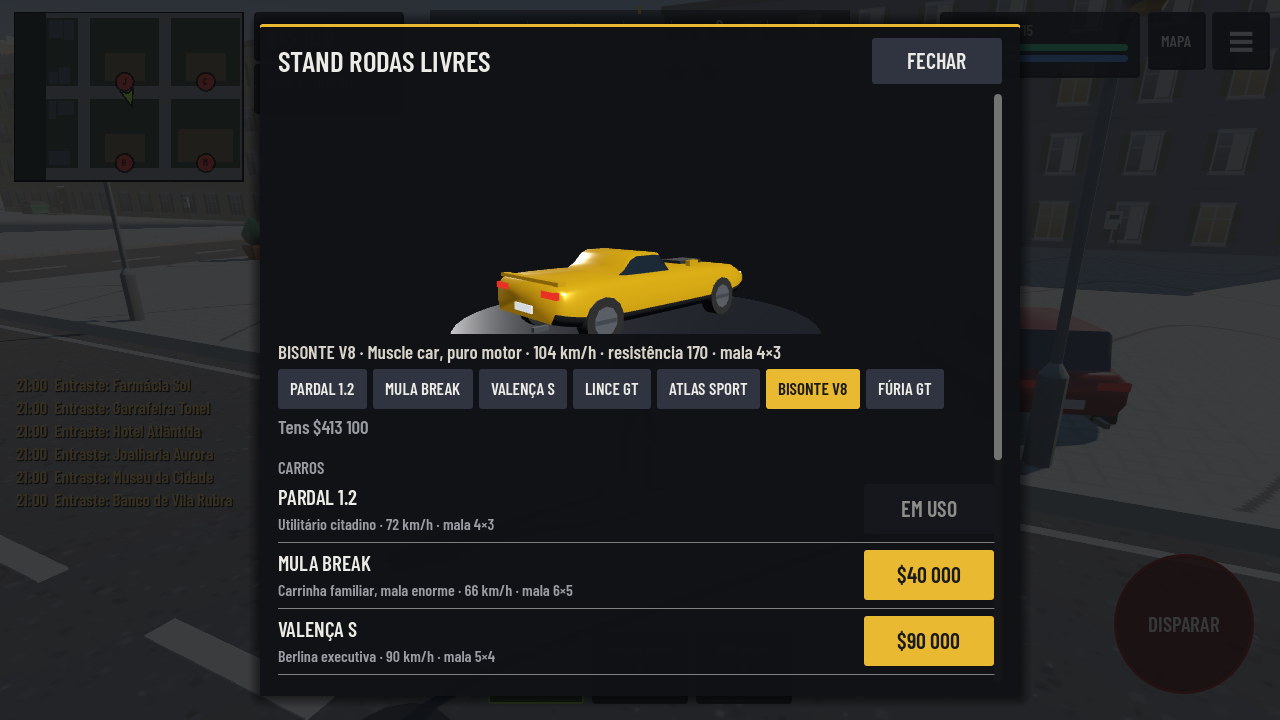 STAND RODAS LIVRES
FECHAR
MAPA
15
BISONTE V8 · Muscle car, puro motor · 104 km/h · resistência 170 · mala 4×3
PARDAL 1.2
MULA BREAK
VALENÇA S
LINCE GT
ATLAS SPORT
BISONTE V8
FÚRIA GT
Tens $413 100
CARROS
PARDAL 1.2
Utilitário citadino · 72 km/h · mala 4×3
EM USO
MULA BREAK
Carrinha familiar, mala enorme · 66 km/h · mala 6×5
$40 000
VALENÇA S
Berlina executiva · 90 km/h · mala 5×4
$90 000
21:00 Entraste: Farmácia Sol
21:00 Entraste: Garrafeira Tonel
21:00 Entraste: Hotel Atlântida
21:00 Entraste: Joalharia Aurora
21:00 Entraste: Museu da Cidade
21:00 Entraste: Banco de Vila Rubra
DISPARAR